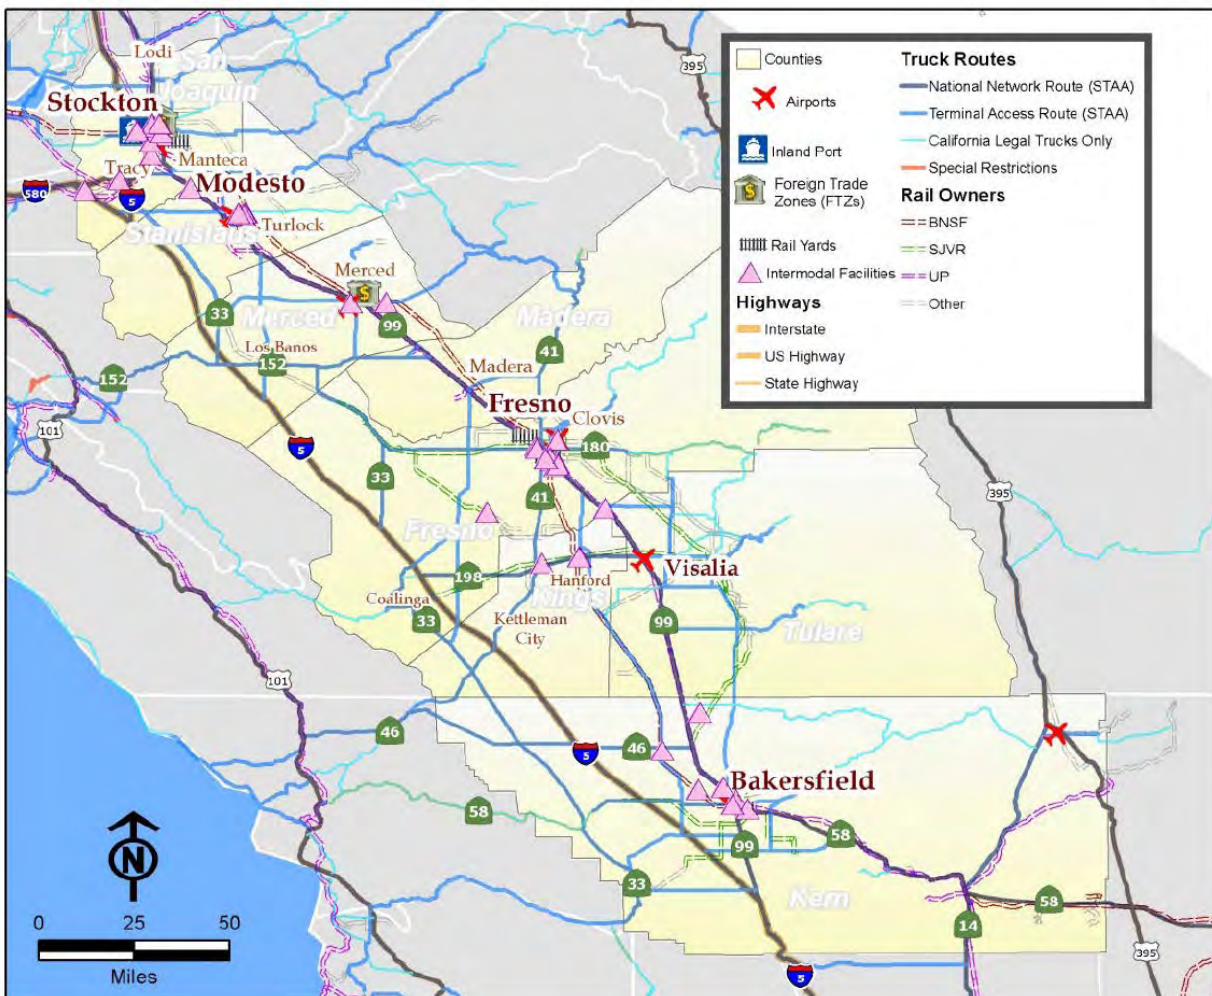 Lodi
San
Joaquin
Stockton
Tracy
Manteca
580
5
Modesto
Turlock
Stanislaus
Merced
$
33
Merced
99
Madera
Los Banos
152
152
41
Madera
Fresno
Clovis
101
5
180
33
41
395
395
Fresno
198
Hanford
Visalia
Kings
Coalinga
33
Kettleman
City
99
Tulare
101
46
5
46
Bakersfield
58
99
58
33
Kern
58
14
395
5
Counties
Airports
Inland Port
Foreign Trade
Zones (FTZs)
Rail Yards
Intermodal Facilities
Highways
Interstate
US Highway
State Highway
Truck Routes
National Network Route (STAA)
Terminal Access Route (STAA)
California Legal Trucks Only
Special Restrictions
Rail Owners
BNSF
SJVR
UP
Other
N
0 25 50
Miles